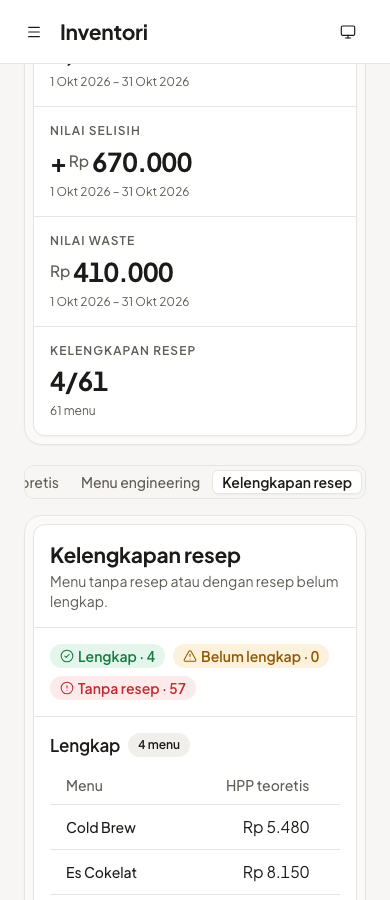 Inventori
1 Okt 2026 – 31 Okt 2026
NILAI SELISIH
+ Rp 670.000
1 Okt 2026 – 31 Okt 2026
NILAI WASTE
Rp 410.000
1 Okt 2026 – 31 Okt 2026
KELENGKAPAN RESEP
4/61
61 menu
oretis Menu engineering Kelengkapan resep
Kelengkapan resep
Menu tanpa resep atau dengan resep belum
lengkap.
Lengkap · 4 Belum lengkap · 0
Tanpa resep · 57
Lengkap 4 menu
Menu HPP teoretis
Cold Brew Rp 5.480
Es Cokelat Rp 8.150